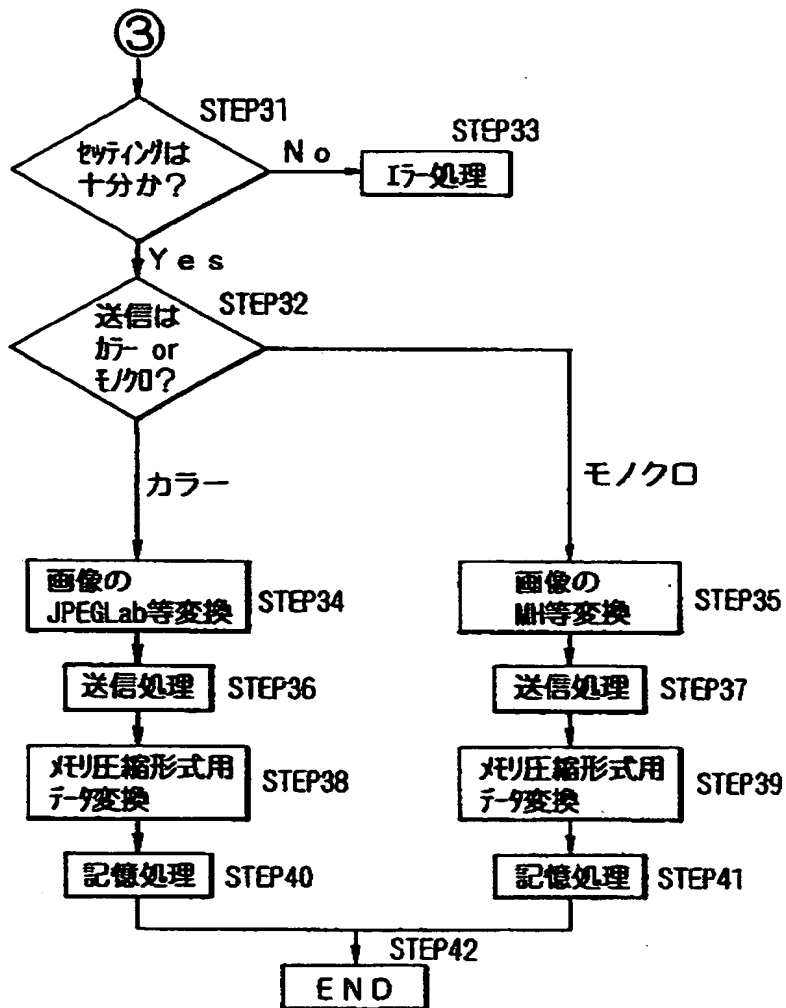 ③
STEP31
ｾｯﾃｨﾝｸﾞは
十分か？
No
STEP33
ｴﾗｰ処理
Yes
STEP32
送信は
ｶﾗｰ or
ﾓﾉｸﾛ？
カラー
モノクロ
画像の
JPEGLab等変換
STEP34
画像の
MH等変換
STEP35
送信処理
STEP36
送信処理
STEP37
ﾒﾓﾘ圧縮形式用
ﾃﾞｰﾀ変換
STEP38
ﾒﾓﾘ圧縮形式用
ﾃﾞｰﾀ変換
STEP39
記憶処理
STEP40
記憶処理
STEP41
STEP42
END